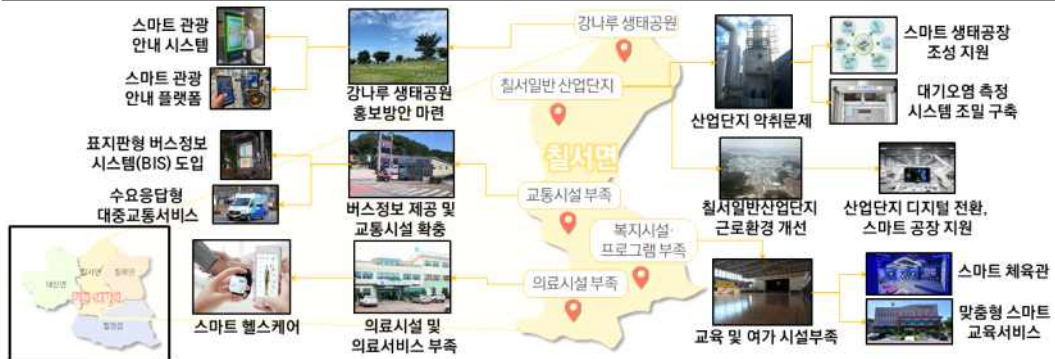 스마트 관광
안내 시스템
스마트 관광
안내 플랫폼
강나루 생태공원
홍보방안 마련
강나루 생태공원
칠서일반 산업단지
산업단지 악취문제
스마트 생태공장
조성 지원
대기오염 측정
시스템 조밀 구축
표지판형 버스정보
시스템(BIS) 도입
수요응답형
대중교통서비스
버스정보 제공 및
교통시설 확충
칠서면
교통시설 부족
칠서일반산업단지
근로환경 개선
산업단지 디지털 전환,
스마트 공장 지원
복지시설·
프로그램 부족
의료시설 부족
스마트 헬스케어
의료시설 및
의료서비스 부족
교육 및 여가 시설부족
스마트 체육관
맞춤형 스마트
교육서비스
대산면
칠서면